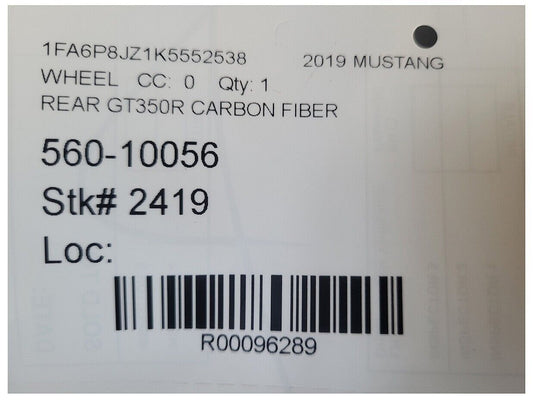 1FA6P8JZ1K5552538 2019 MUSTANG
WHEEL CC: 0 Qty: 1
REAR GT350R CARBON FIBER
560-10056
Stk# 2419
Loc:
R00096289